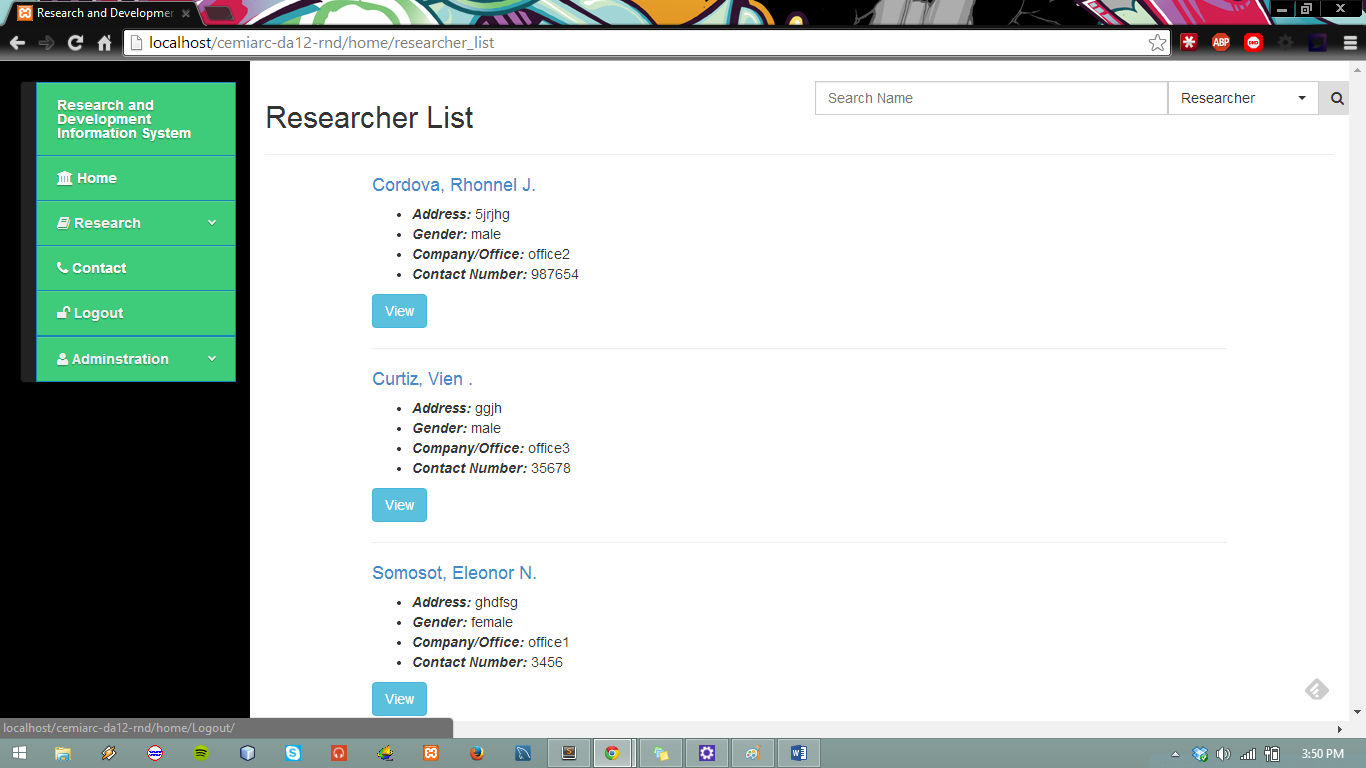 Research and Developmen
localhost/cemiarc-da12-rnd/home/researcher_list
ABP
Research and
Development
Information System
Home
Research
Contact
Logout
Adminstration
Search Name
Researcher
Researcher List
Cordova, Rhonnel J.
Address: 5jrjhg
Gender: male
Company/Office: office2
Contact Number: 987654
View
Curtiz, Vien .
Address: ggjh
Gender: male
Company/Office: office3
Contact Number: 35678
View
Somosot, Eleonor N.
Address: ghdfsg
Gender: female
Company/Office: office1
Contact Number: 3456
View
localhost/cemiarc-da12-rnd/home/Logout/
3:50 PM